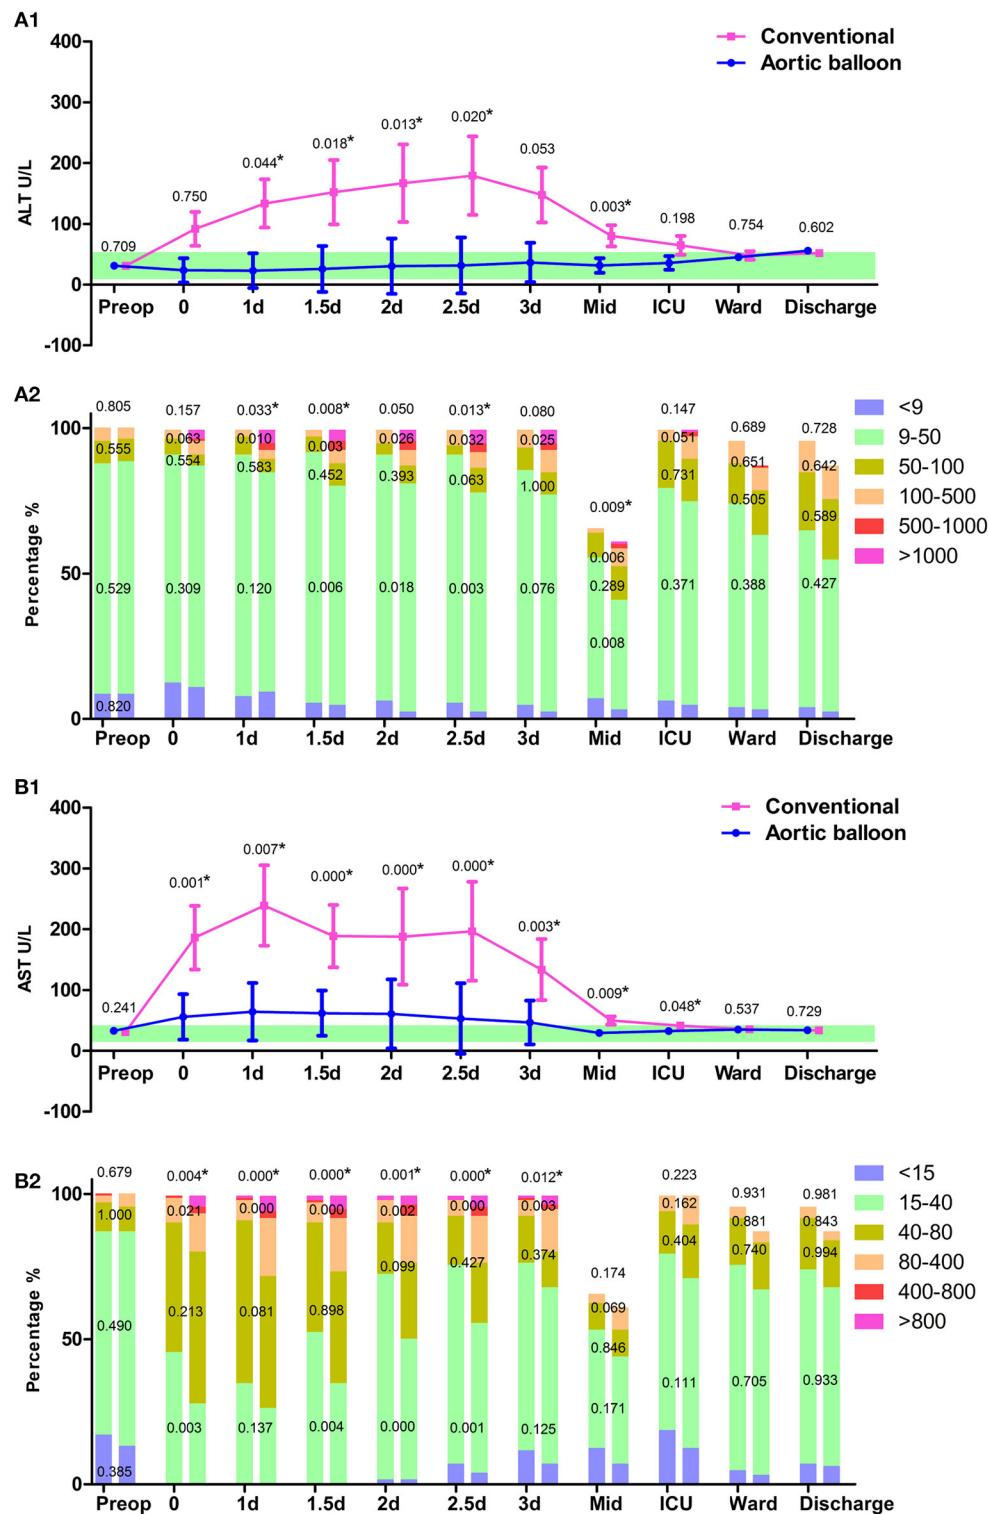 A1
400
300
200
100
0
-100
ALT U/L
Conventional
Aortic balloon
0.709
0.750
0.044*
0.018*
0.013*
0.020*
0.053
0.003*
0.198
0.754
0.602
Preop 0 1d 1.5d 2d 2.5d 3d Mid ICU Ward Discharge
A2
100
50
0
Percentage %
0.805 0.157 0.033* 0.008* 0.050 0.013* 0.080 0.009* 0.147 0.689 0.728
0.555 0.063 0.010 0.003 0.026 0.032 0.025 0.006 0.051 0.651 0.642
0.554 0.583 0.452 0.393 0.063 1.000 0.289 0.731 0.505 0.589
0.529 0.309 0.120 0.006 0.018 0.003 0.076 0.008 0.371 0.388 0.427
0.820
Preop 0 1d 1.5d 2d 2.5d 3d Mid ICU Ward Discharge
<9
9-50
50-100
100-500
500-1000
>1000
B1
400
300
200
100
0
-100
AST U/L
Conventional
Aortic balloon
0.241
0.001*
0.007*
0.000*
0.000*
0.000*
0.003*
0.009*
0.048*
0.537
0.729
Preop 0 1d 1.5d 2d 2.5d 3d Mid ICU Ward Discharge
B2
100
50
0
Percentage %
0.679 0.004* 0.000* 0.000* 0.001* 0.000* 0.012* 0.174 0.223 0.931 0.981
1.000 0.021 0.000 0.000 0.002 0.000 0.003 0.069 0.162 0.881 0.843
0.213 0.081 0.898 0.099 0.427 0.374 0.846 0.404 0.740 0.994
0.490 0.003 0.137 0.004 0.000 0.001 0.125 0.171 0.111 0.705 0.933
0.385
Preop 0 1d 1.5d 2d 2.5d 3d Mid ICU Ward Discharge
<15
15-40
40-80
80-400
400-800
>800